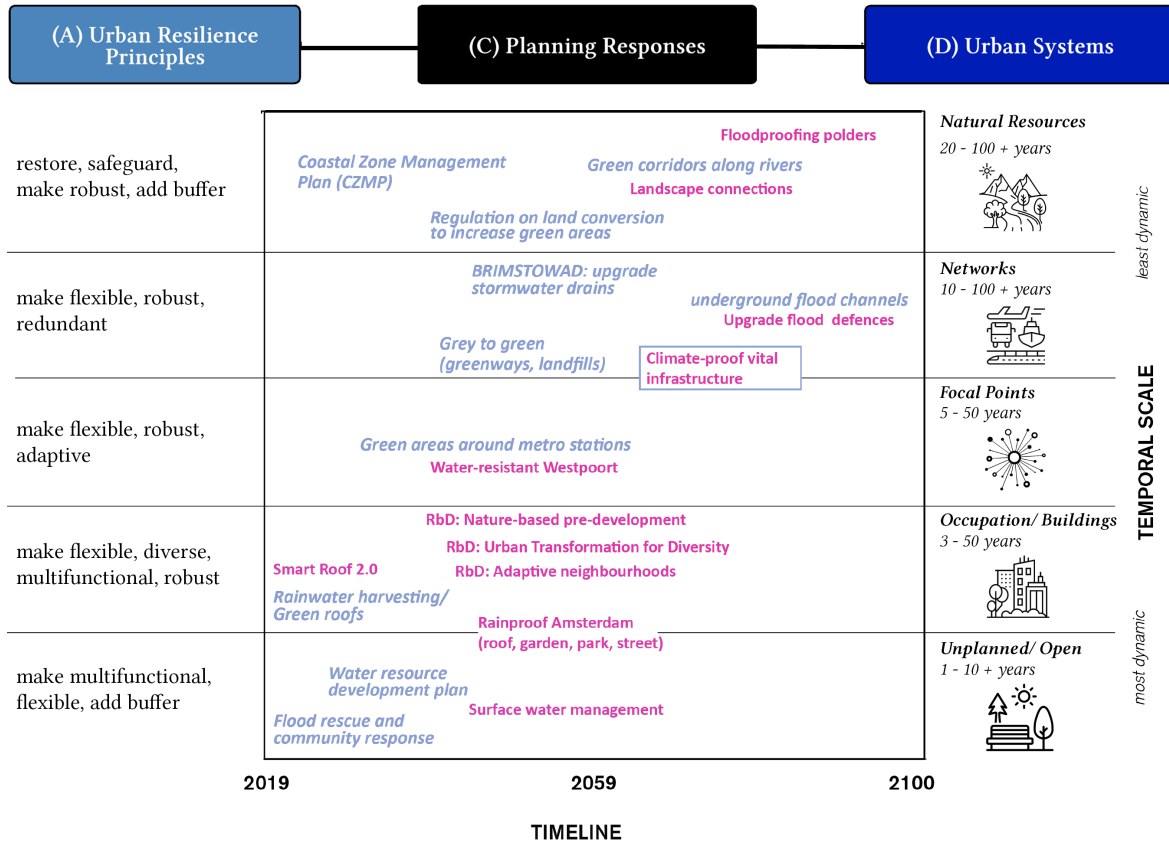 (A) Urban Resilience
Principles
(C) Planning Responses
(D) Urban Systems
restore, safeguard,
make robust, add buffer
Coastal Zone Management
Plan (CZMP)
Floodproofing polders
Green corridors along rivers
Landscape connections
Regulation on land conversion
to increase green areas
Natural Resources
20 - 100 + years
least dynamic
make flexible, robust,
redundant
BRIMSTOWAD: upgrade
stormwater drains
underground flood channels
Upgrade flood defences
Grey to green
(greenways, landfills)
Climate-proof vital
infrastructure
Networks
10 - 100 + years
make flexible, robust,
adaptive
Green areas around metro stations
Water-resistant Westpoort
Focal Points
5 - 50 years
TEMPORAL SCALE
make flexible, diverse,
multifunctional, robust
RbD: Nature-based pre-development
RbD: Urban Transformation for Diversity
Smart Roof 2.0
RbD: Adaptive neighbourhoods
Rainwater harvesting/
Green roofs
Rainproof Amsterdam
(roof, garden, park, street)
Occupation/ Buildings
3 - 50 years
make multifunctional,
flexible, add buffer
Water resource
development plan
Surface water management
Flood rescue and
community response
Unplanned/ Open
1 - 10 + years
most dynamic
2019
2059
2100
TIMELINE